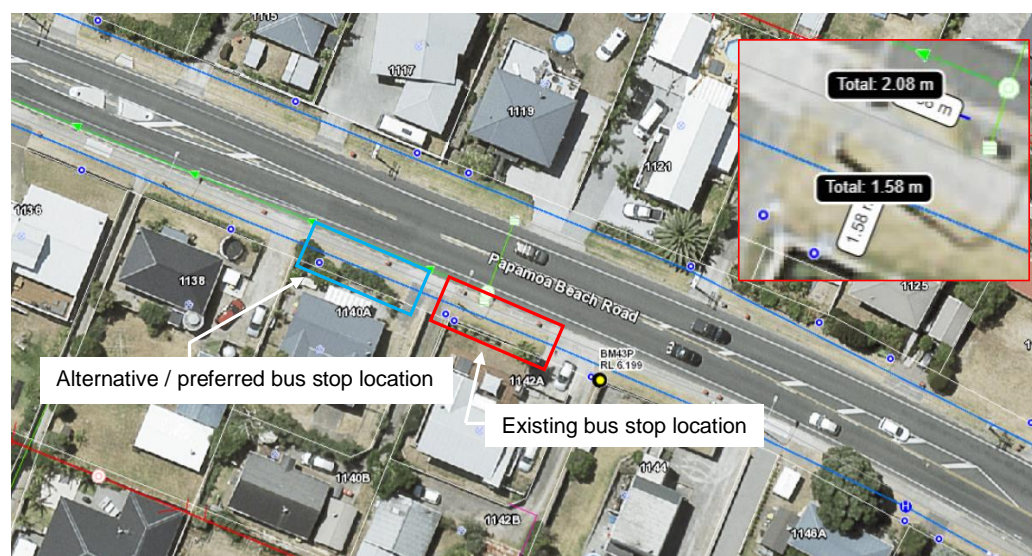 1115
1117
1119
1121
Total: 2.08 m
Total: 1.58 m
1.58
1136
1138
1140A
Papamoa Beach Road
1125
BM43P
RL 6.199
1142A
Alternative / preferred bus stop location
Existing bus stop location
1140B
1144
1142B
H
1146A